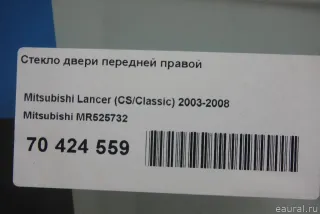 Стекло двери передней правой
Mitsubishi Lancer (CS/Classic) 2003-2008
Mitsubishi MR525732
70 424 559
eaural.ru